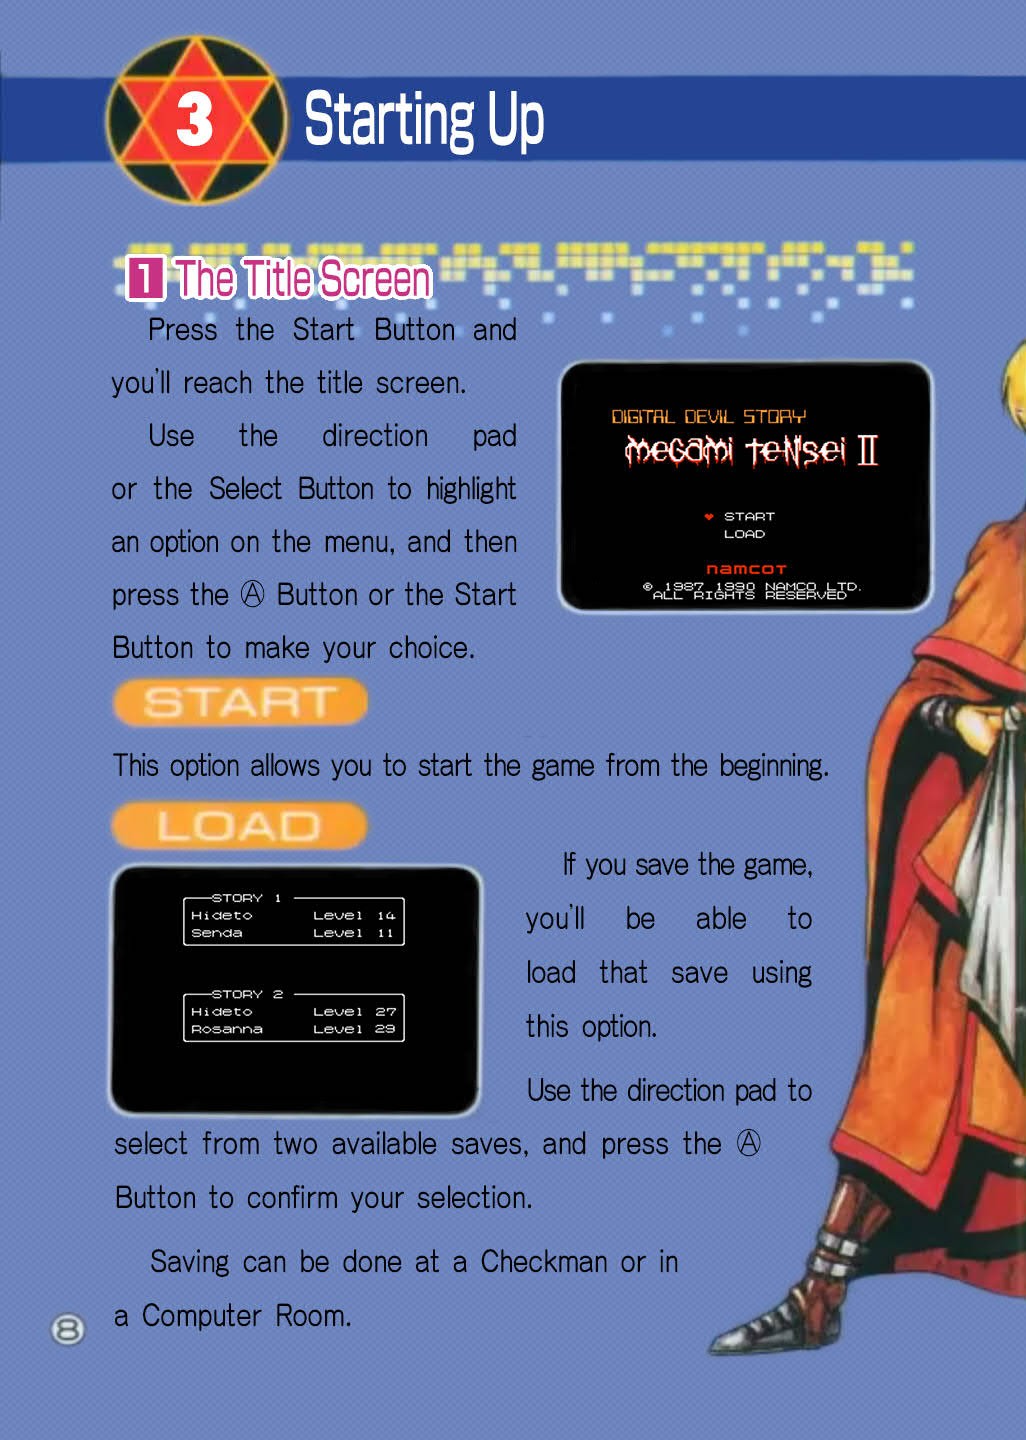 3 Starting Up
1 The Title Screen
Press the Start Button and
you'll reach the title screen.
Use the direction pad
or the Select Button to highlight
an option on the menu, and then
press the Ⓐ Button or the Start
Button to make your choice.
DIGITAL DEVIL STORY
MEGAMI TENSEI II
START
LOAD
namcot
© 1987 1990 NAMCO LTD.
ALL RIGHTS RESERVED
START
This option allows you to start the game from the beginning.
LOAD
STORY 1
Hideto Level 14
Senda Level 11
STORY 2
Hideto Level 27
Rosanna Level 29
If you save the game,
you'll be able to
load that save using
this option.
Use the direction pad to
select from two available saves, and press the Ⓐ
Button to confirm your selection.
Saving can be done at a Checkman or in
a Computer Room.
8